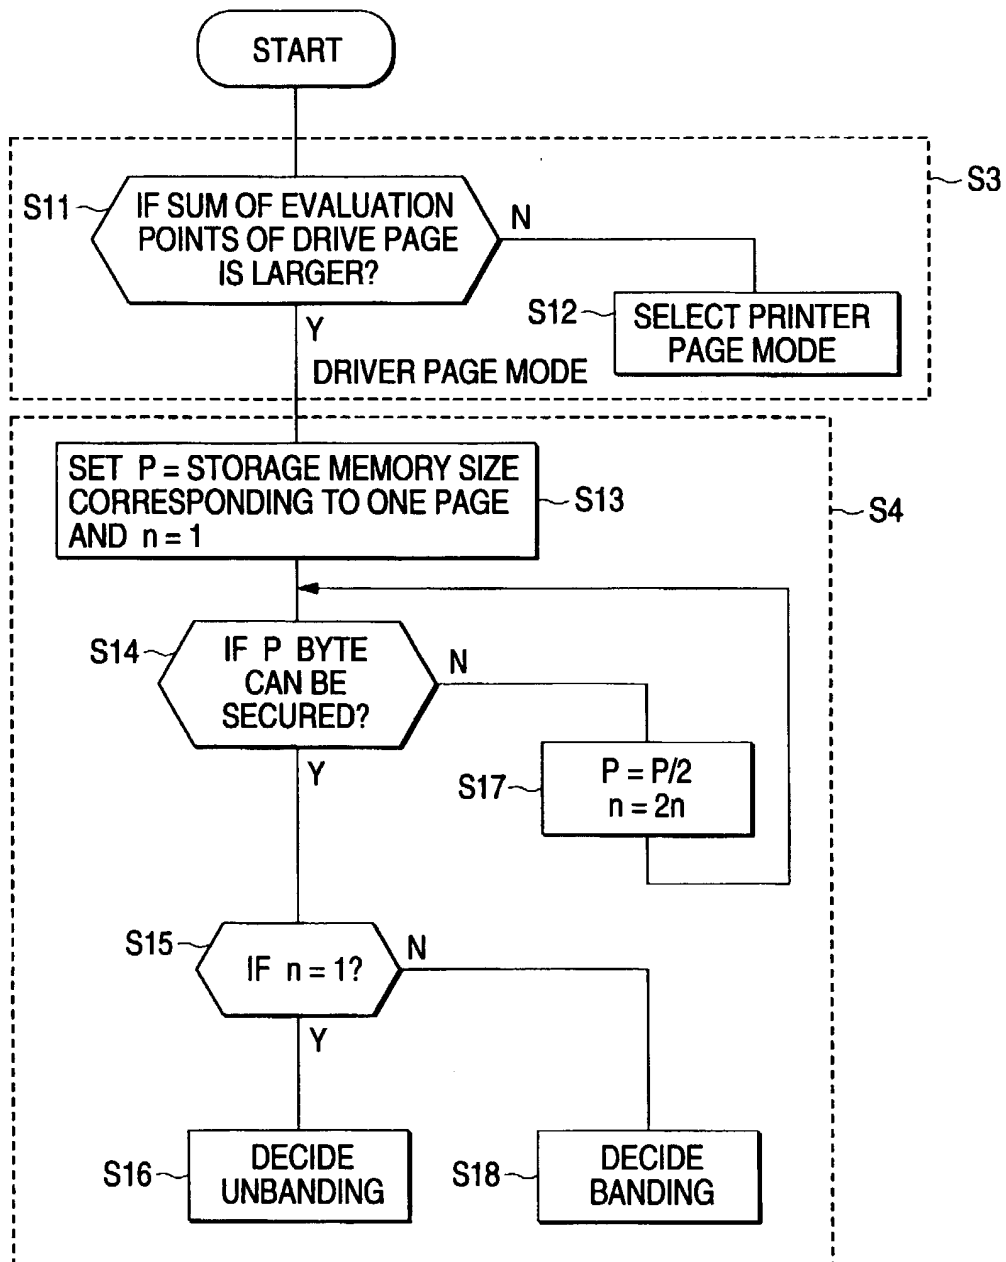 START
S3
S11
IF SUM OF EVALUATION
POINTS OF DRIVE PAGE
IS LARGER?
N
S12
SELECT PRINTER
PAGE MODE
Y
DRIVER PAGE MODE
SET P = STORAGE MEMORY SIZE
CORRESPONDING TO ONE PAGE
AND n = 1
S13
S4
S14
IF P BYTE
CAN BE
SECURED?
N
Y
S17
P = P/2
n = 2n
S15
IF n = 1?
N
Y
S16
DECIDE
UNBANDING
S18
DECIDE
BANDING